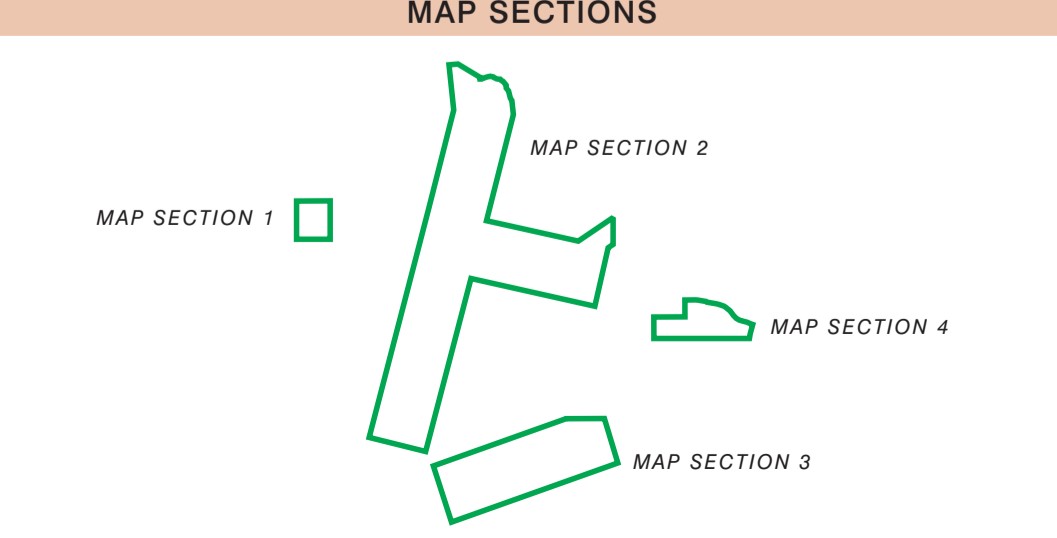 MAP SECTIONS
MAP SECTION 2
MAP SECTION 1
MAP SECTION 4
MAP SECTION 3